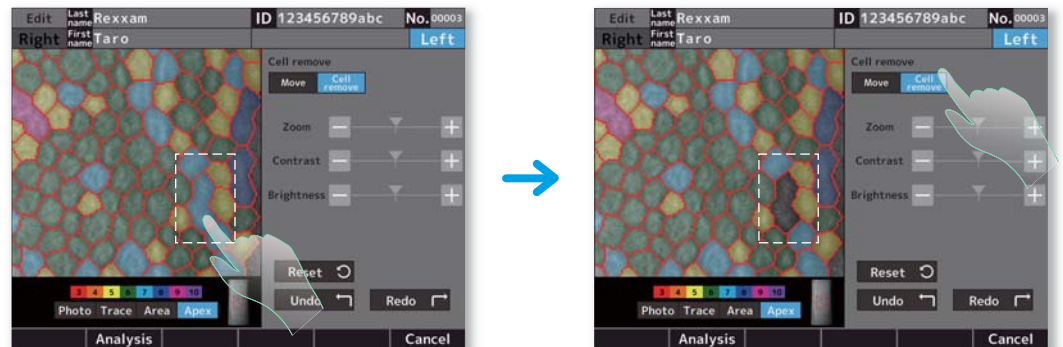 Edit Last name Rexxam ID 123456789abc No. 00003
Right First name Taro Left
Cell remove
Move Cell remove
Zoom
Contrast
Brightness
Reset
Undo Redo
3 4 5 6 7 8 9 10
Photo Trace Area Apex
Analysis Cancel
Edit Last name Rexxam ID 123456789abc No. 00003
Right First name Taro Left
Cell remove
Move Cell remove
Zoom
Contrast
Brightness
Reset
Undo Redo
3 4 5 6 7 8 9 10
Photo Trace Area Apex
Analysis Cancel